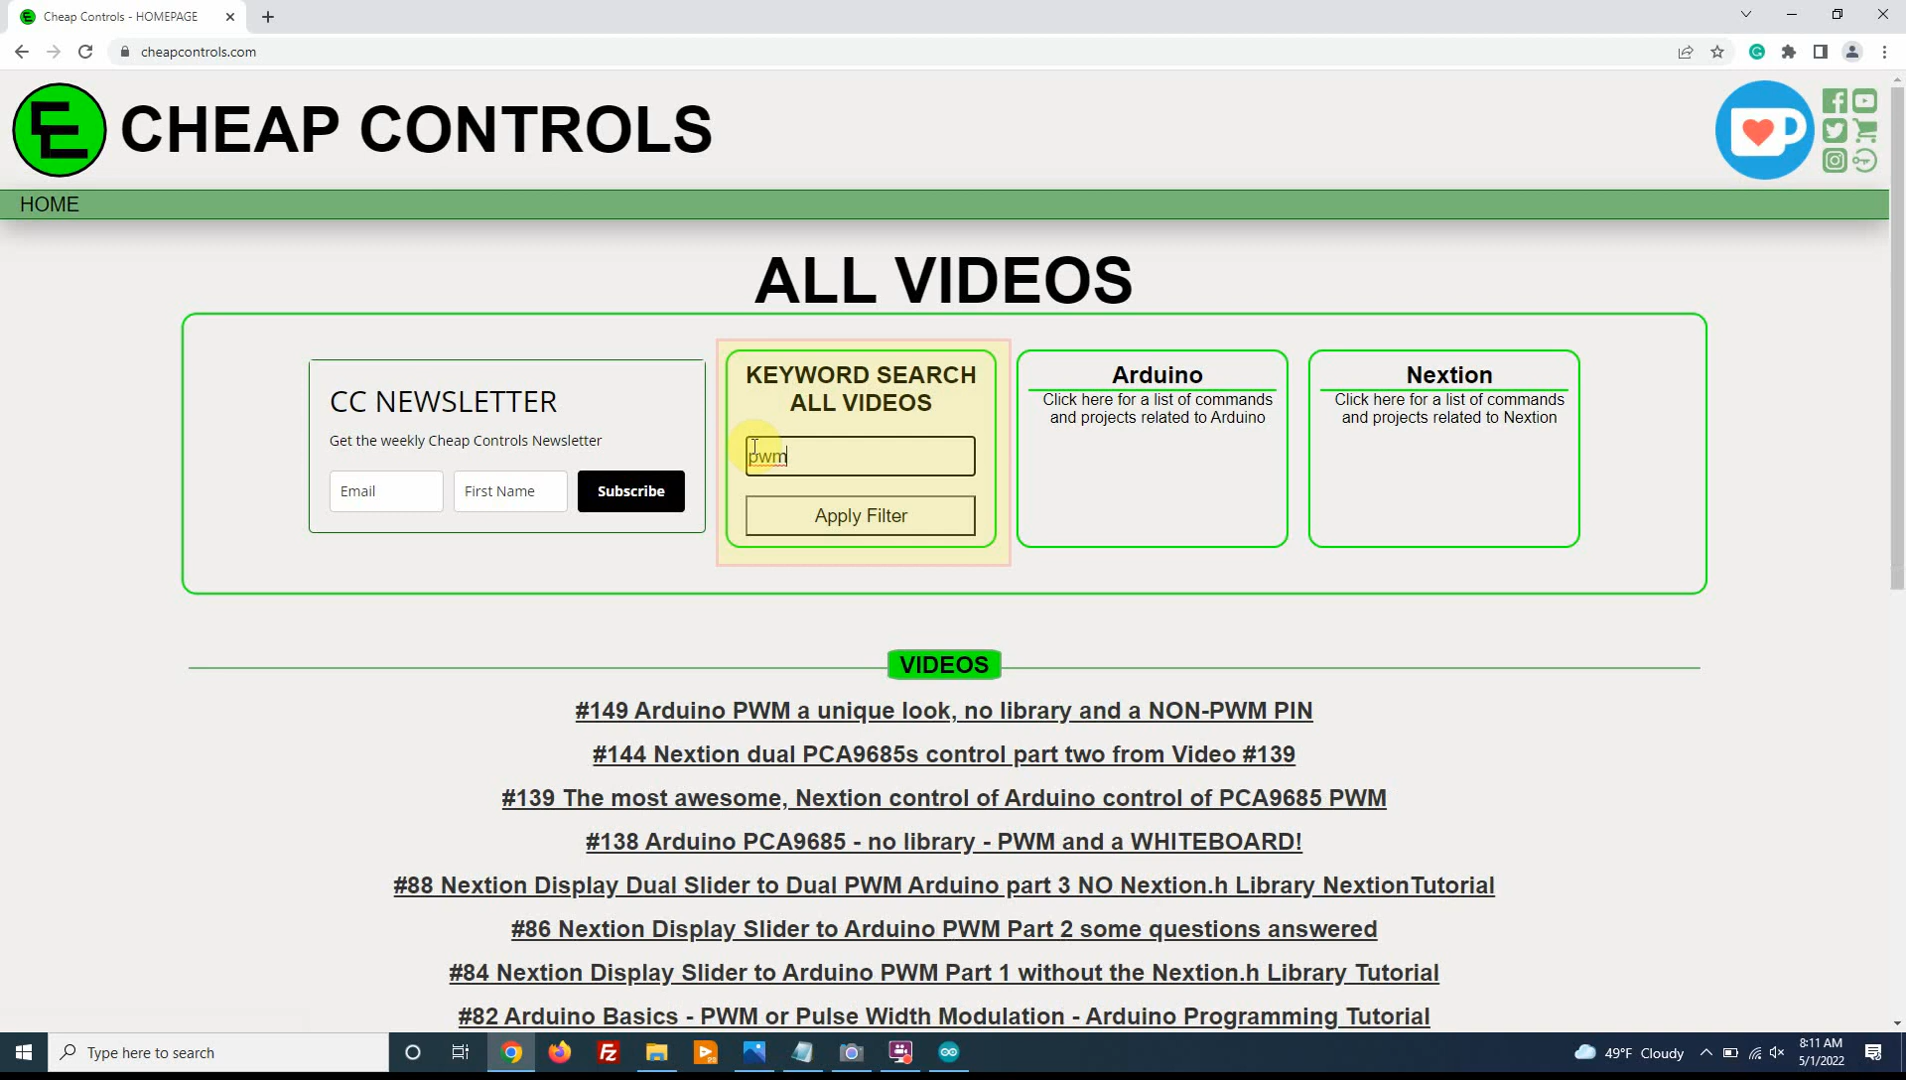 Cheap Controls - HOMEPAGE
cheapcontrols.com
CHEAP CONTROLS
HOME
ALL VIDEOS
CC NEWSLETTER
Get the weekly Cheap Controls Newsletter
Email
First Name
Subscribe
KEYWORD SEARCH
ALL VIDEOS
pwm
Apply Filter
Arduino
Click here for a list of commands
and projects related to Arduino
Nextion
Click here for a list of commands
and projects related to Nextion
VIDEOS
#149 Arduino PWM a unique look, no library and a NON-PWM PIN
#144 Nextion dual PCA9685s control part two from Video #139
#139 The most awesome, Nextion control of Arduino control of PCA9685 PWM
#138 Arduino PCA9685 - no library - PWM and a WHITEBOARD!
#88 Nextion Display Dual Slider to Dual PWM Arduino part 3 NO Nextion.h Library NextionTutorial
#86 Nextion Display Slider to Arduino PWM Part 2 some questions answered
#84 Nextion Display Slider to Arduino PWM Part 1 without the Nextion.h Library Tutorial
#82 Arduino Basics - PWM or Pulse Width Modulation - Arduino Programming Tutorial
Type here to search
49°F Cloudy
8:11 AM
5/1/2022